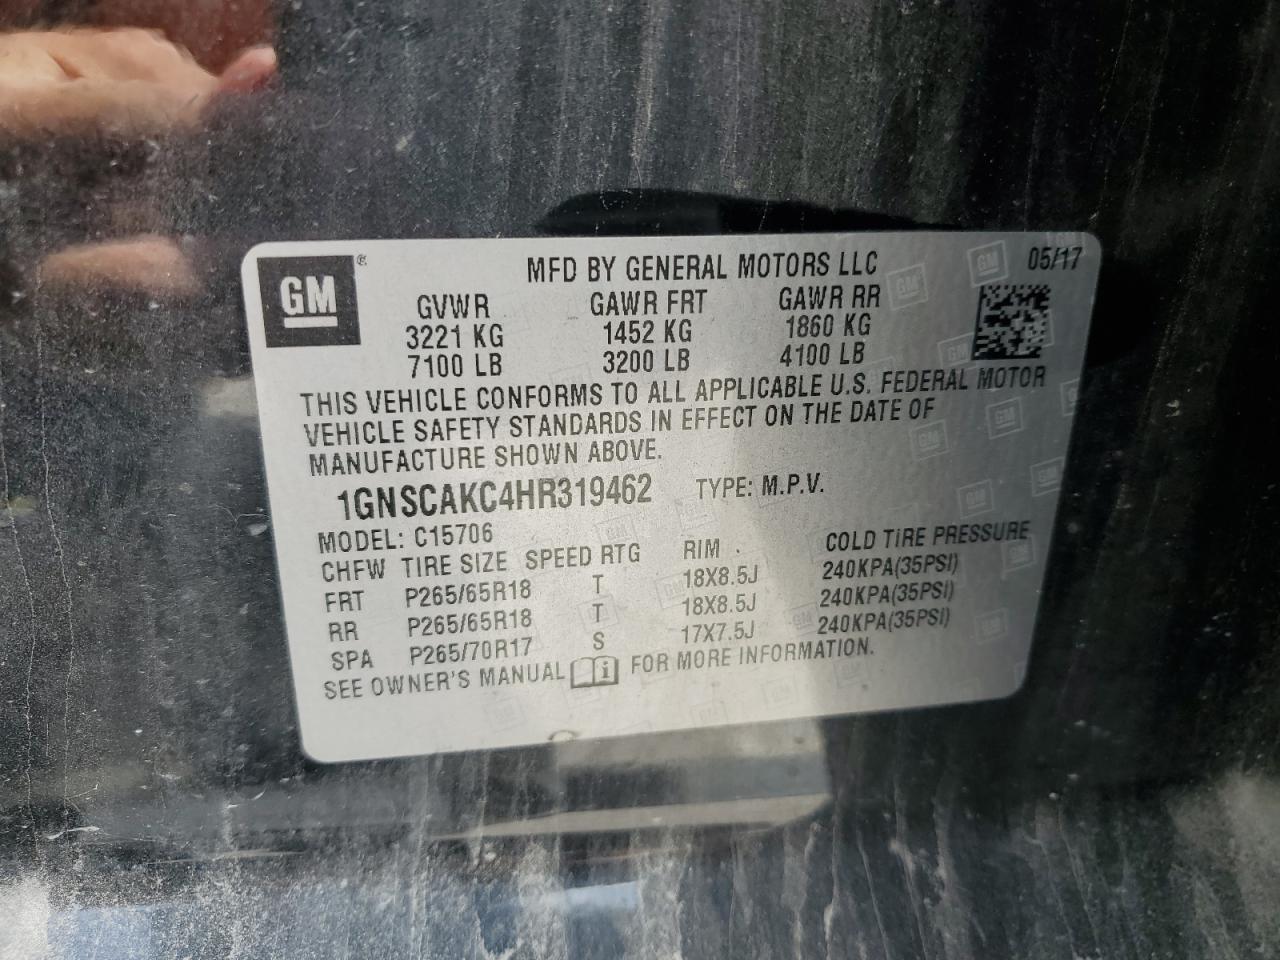 GM®
MFD BY GENERAL MOTORS LLC 05/17
GVWR GAWR FRT GAWR RR
3221 KG 1452 KG 1860 KG
7100 LB 3200 LB 4100 LB
THIS VEHICLE CONFORMS TO ALL APPLICABLE U.S. FEDERAL MOTOR
VEHICLE SAFETY STANDARDS IN EFFECT ON THE DATE OF
MANUFACTURE SHOWN ABOVE.
1GNSCAKC4HR319462 TYPE: M.P.V.
MODEL: C15706
CHFW TIRE SIZE SPEED RTG RIM COLD TIRE PRESSURE
FRT P265/65R18 T 18X8.5J 240KPA(35PSI)
RR P265/65R18 T 18X8.5J 240KPA(35PSI)
SPA P265/70R17 S 17X7.5J 240KPA(35PSI)
SEE OWNER'S MANUAL i FOR MORE INFORMATION.